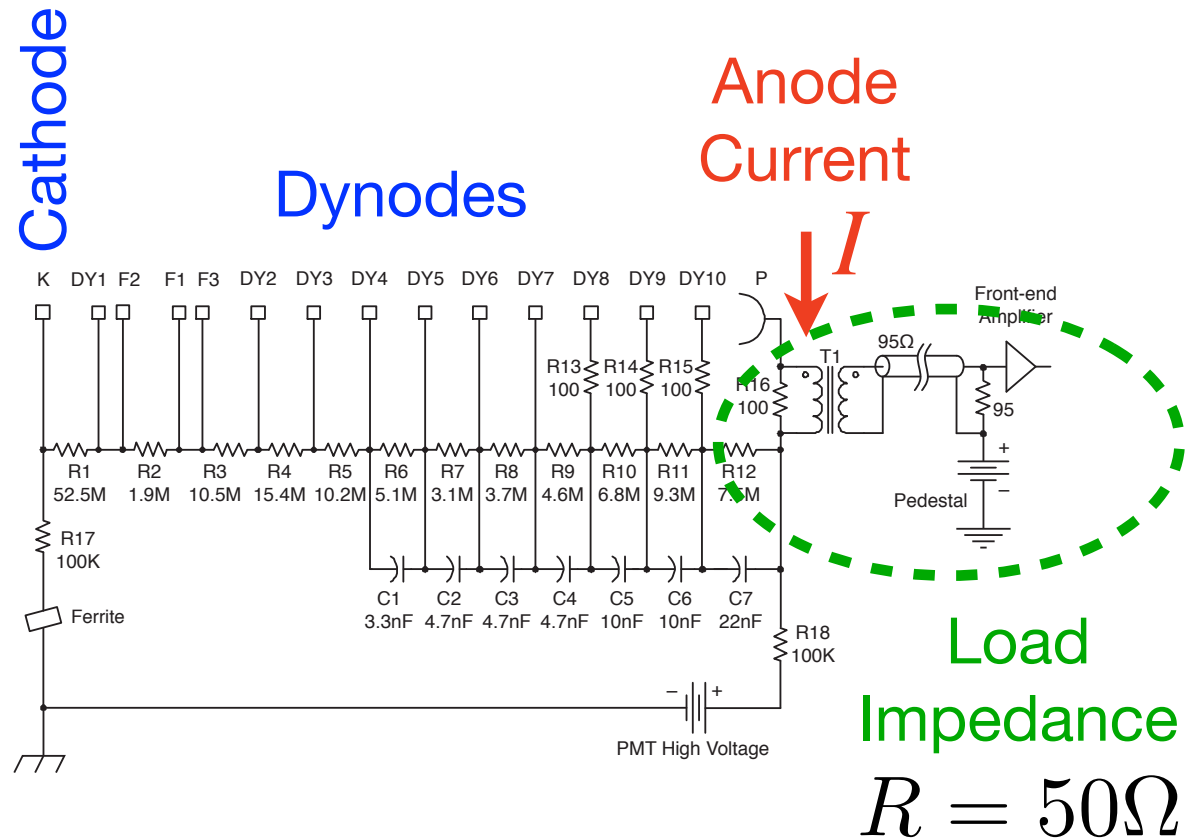 Cathode
Dynodes
Anode
Current
I
K DY1 F2 F1 F3 DY2 DY3 DY4 DY5 DY6 DY7 DY8 DY9 DY10 P
Front-end
Amplifier
95Ω
T1
R13
100
R14
100
R15
100
R16
100
95
R1
52.5M
R2
1.9M
R3
10.5M
R4
15.4M
R5
10.2M
R6
5.1M
R7
3.1M
R8
3.7M
R9
4.6M
R10
6.8M
R11
9.3M
R12
7.5M
+
−
Pedestal
R17
100K
Ferrite
C1
3.3nF
C2
4.7nF
C3
4.7nF
C4
4.7nF
C5
10nF
C6
10nF
C7
22nF
R18
100K
− +
PMT High Voltage
Load
Impedance
R = 50Ω